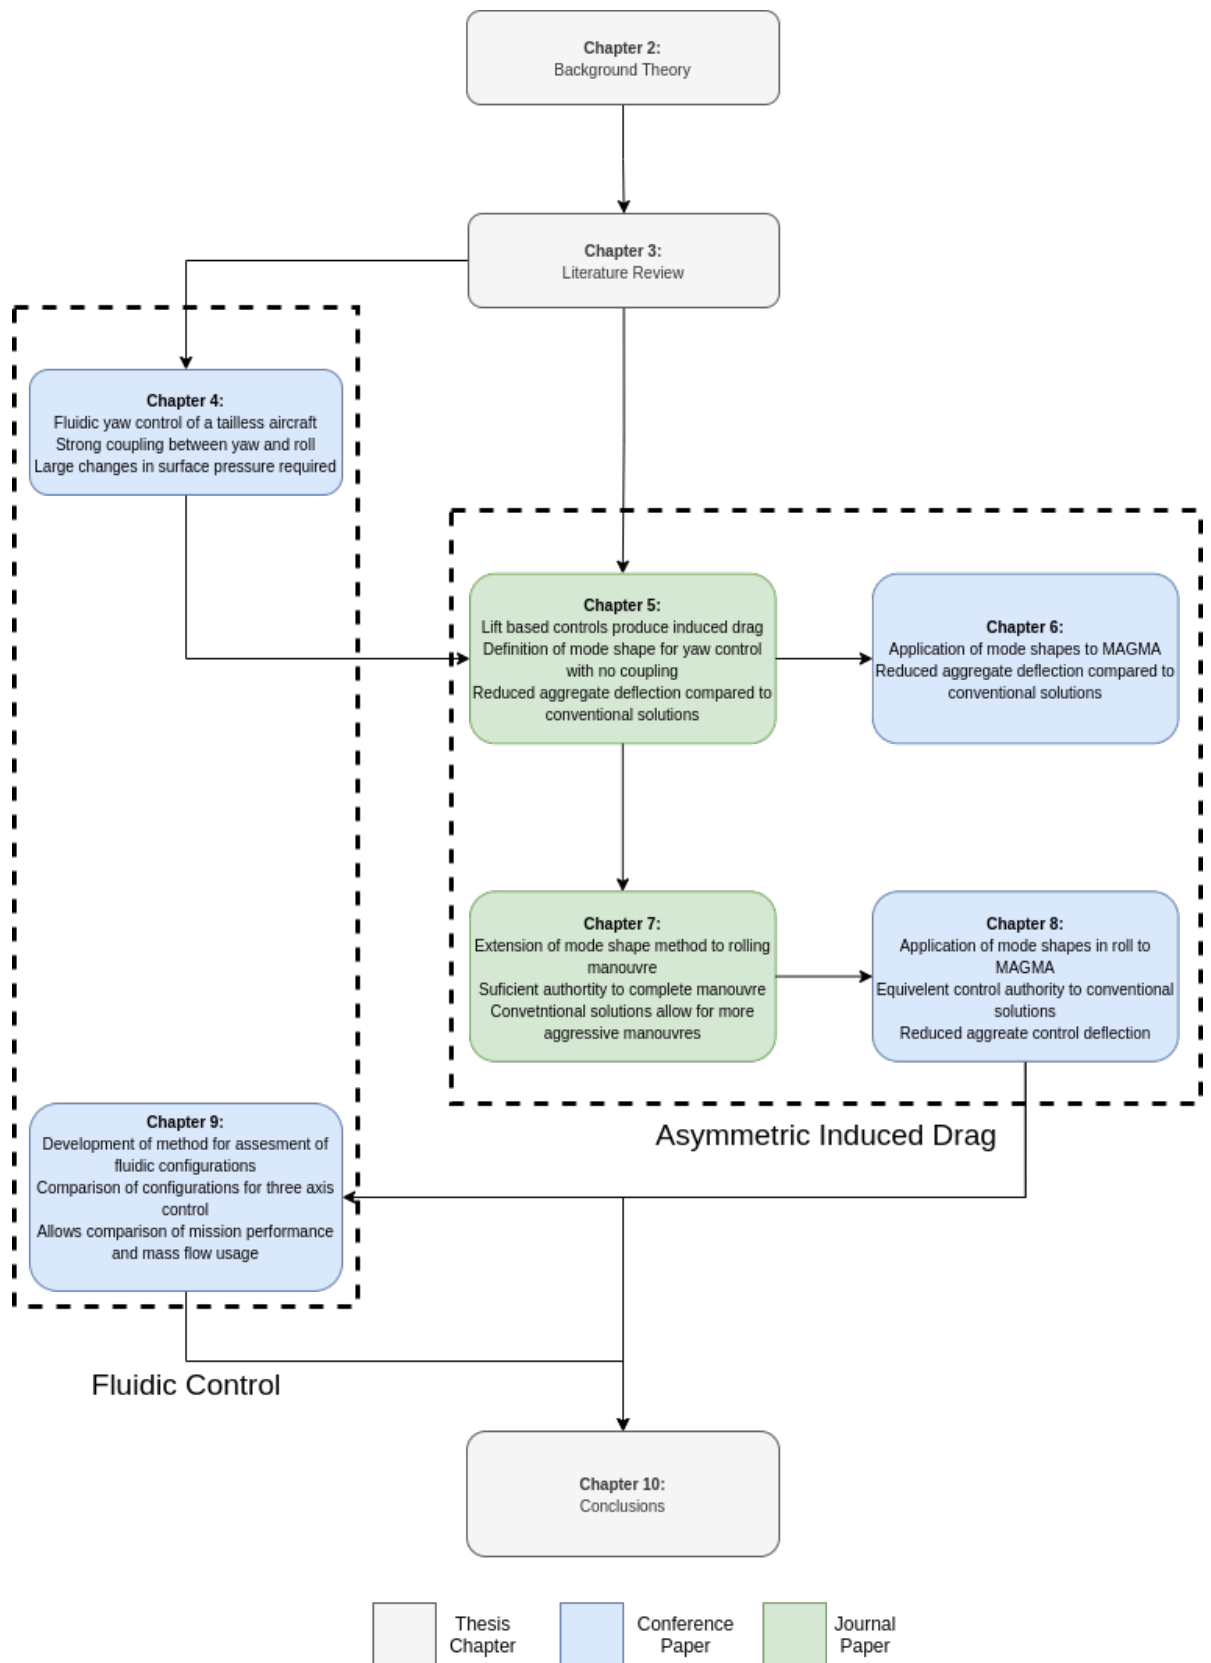 Chapter 2:
Background Theory
Chapter 3:
Literature Review
Chapter 4:
Fluidic yaw control of a tailless aircraft
Strong coupling between yaw and roll
Large changes in surface pressure required
Chapter 5:
Lift based controls produce induced drag
Definition of mode shape for yaw control
with no coupling
Reduced aggregate deflection compared to
conventional solutions
Chapter 6:
Application of mode shapes to MAGMA
Reduced aggregate deflection compared to
conventional solutions
Chapter 7:
Extension of mode shape method to rolling
manouvre
Suficient authortity to complete manouvre
Convetntional solutions allow for more
aggressive manouvres
Chapter 8:
Application of mode shapes in roll to
MAGMA
Equivelent control authority to conventional
solutions
Reduced aggreate control deflection
Asymmetric Induced Drag
Chapter 9:
Development of method for assesment of
fluidic configurations
Comparison of configurations for three axis
control
Allows comparison of mission performance
and mass flow usage
Fluidic Control
Chapter 10:
Conclusions
Thesis
Chapter
Conference
Paper
Journal
Paper